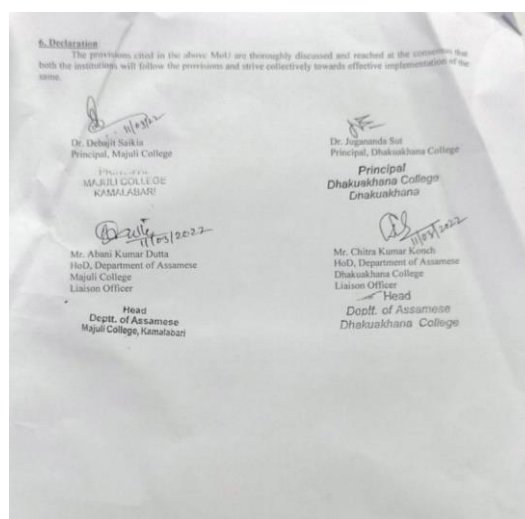 6. Declaration
The provisions cited in the above MoU are thoroughly discussed and reached at the consensus that
both the institutions will follow the provisions and strive collectively towards effective implementation of the
same.
11/03/22
Dr. Debajit Saikia
Principal, Majuli College
Principal
MAJULI COLLEGE
KAMALABARI
Dr. Jugananda Sut
Principal, Dhakuakhana College
Principal
Dhakuakhana College
Dhakuakhana
11/03/2022
Mr. Abani Kumar Dutta
HoD, Department of Assamese
Majuli College
Liaison Officer
Head
Deptt. of Assamese
Majuli College, Kamalabari
11/03/2022
Mr. Chitra Kumar Konch
HoD, Department of Assamese
Dhakuakhana College
Liaison Officer
Head
Deptt. of Assamese
Dhakuakhana College